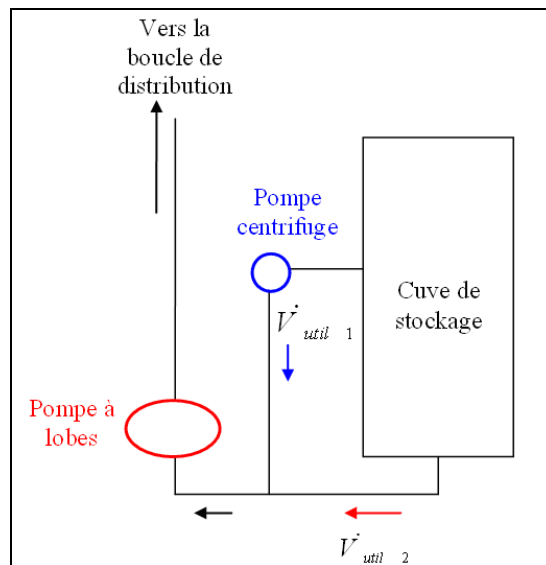 Vers la
boucle de
distribution
Pompe
centrifuge
Cuve de
stockage
V̇ util 1
Pompe à
lobes
V̇ util 2